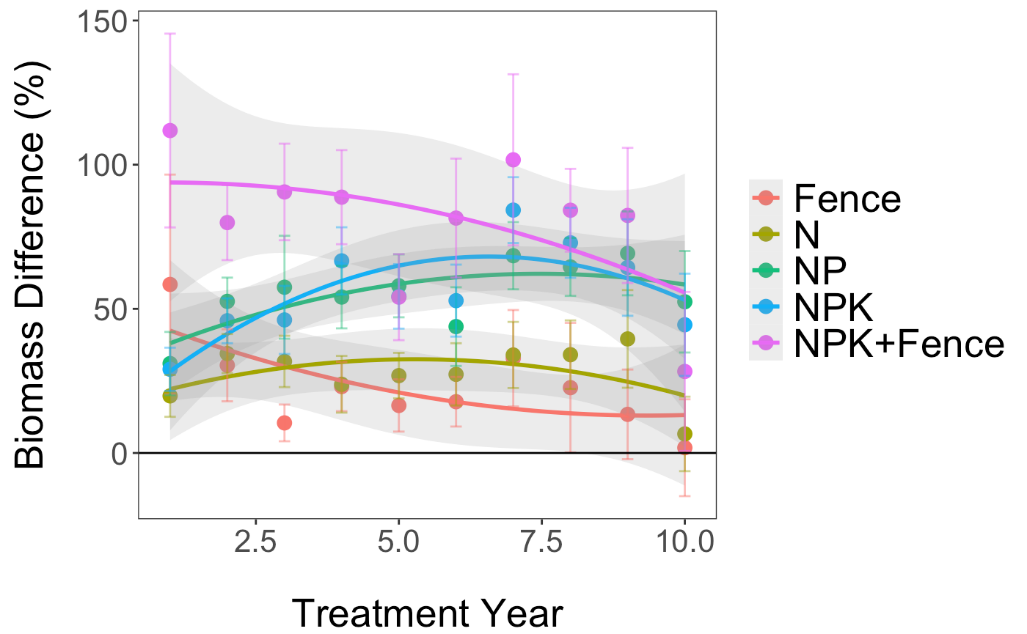 Biomass Difference (%)
150
100
50
0
2.5
5.0
7.5
10.0
Treatment Year
Fence
N
NP
NPK
NPK+Fence